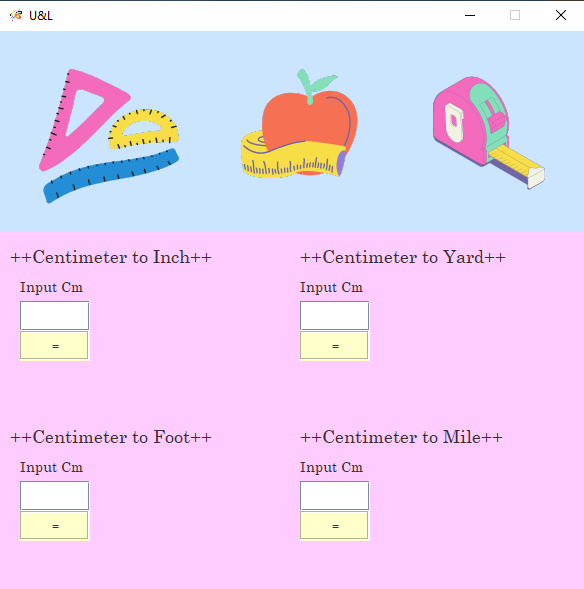 U&L
++Centimeter to Inch++
Input Cm
=
++Centimeter to Yard++
Input Cm
=
++Centimeter to Foot++
Input Cm
=
++Centimeter to Mile++
Input Cm
=